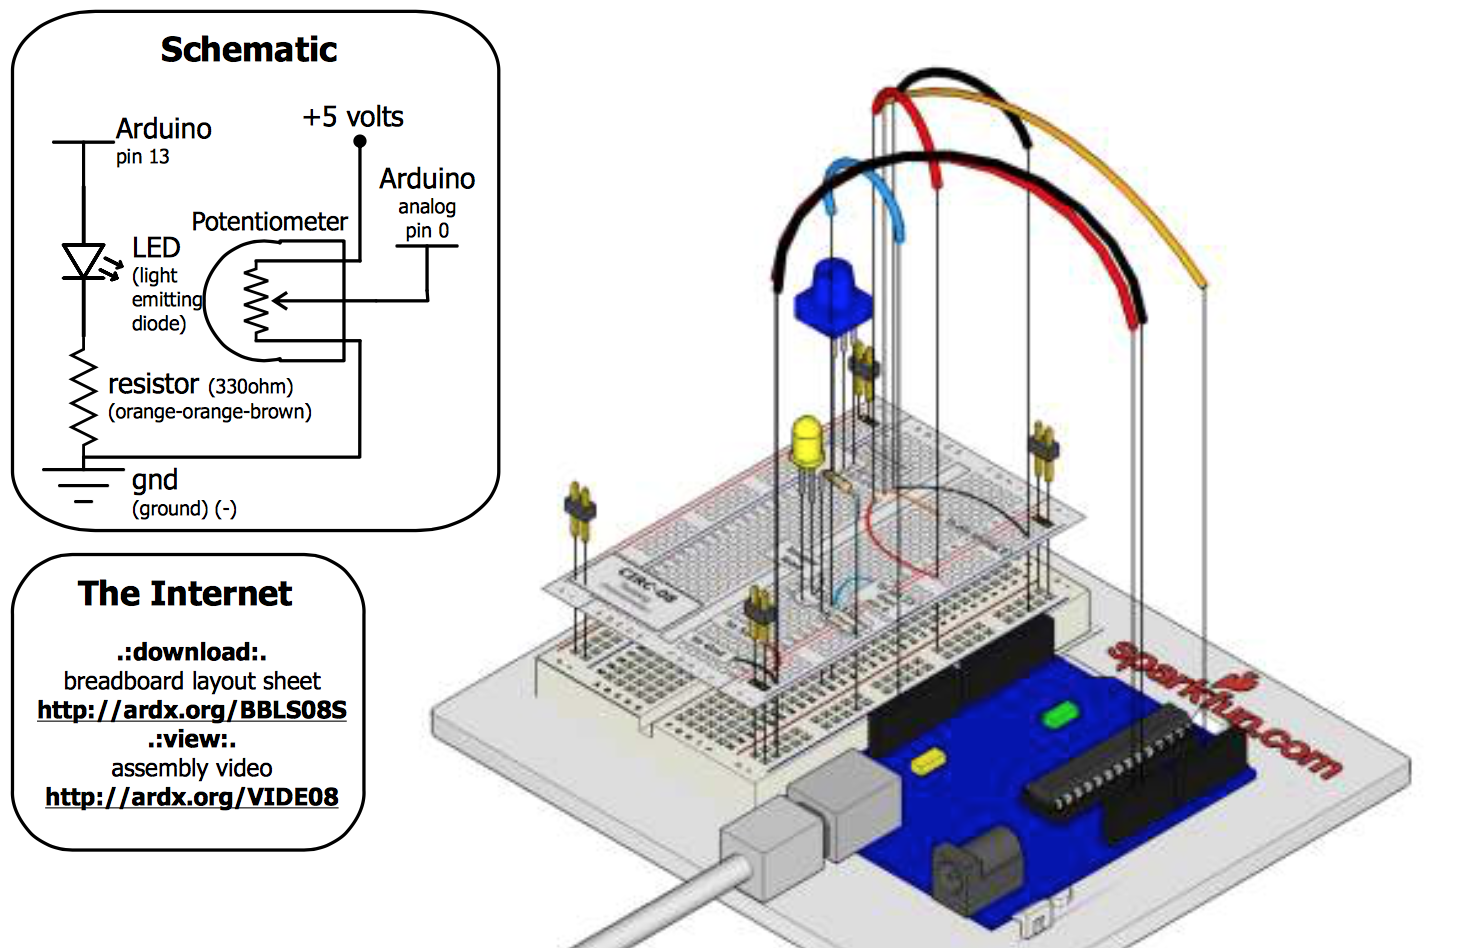 Schematic
Arduino
pin 13
+5 volts
Arduino
analog
pin 0
Potentiometer
LED
(light
emitting
diode)
resistor (330ohm)
(orange-orange-brown)
gnd
(ground) (-)
The Internet
.:download:.
breadboard layout sheet
http://ardx.org/BBLS08S
.:view:.
assembly video
http://ardx.org/VIDE08
CIRC-08
sparkfun.com